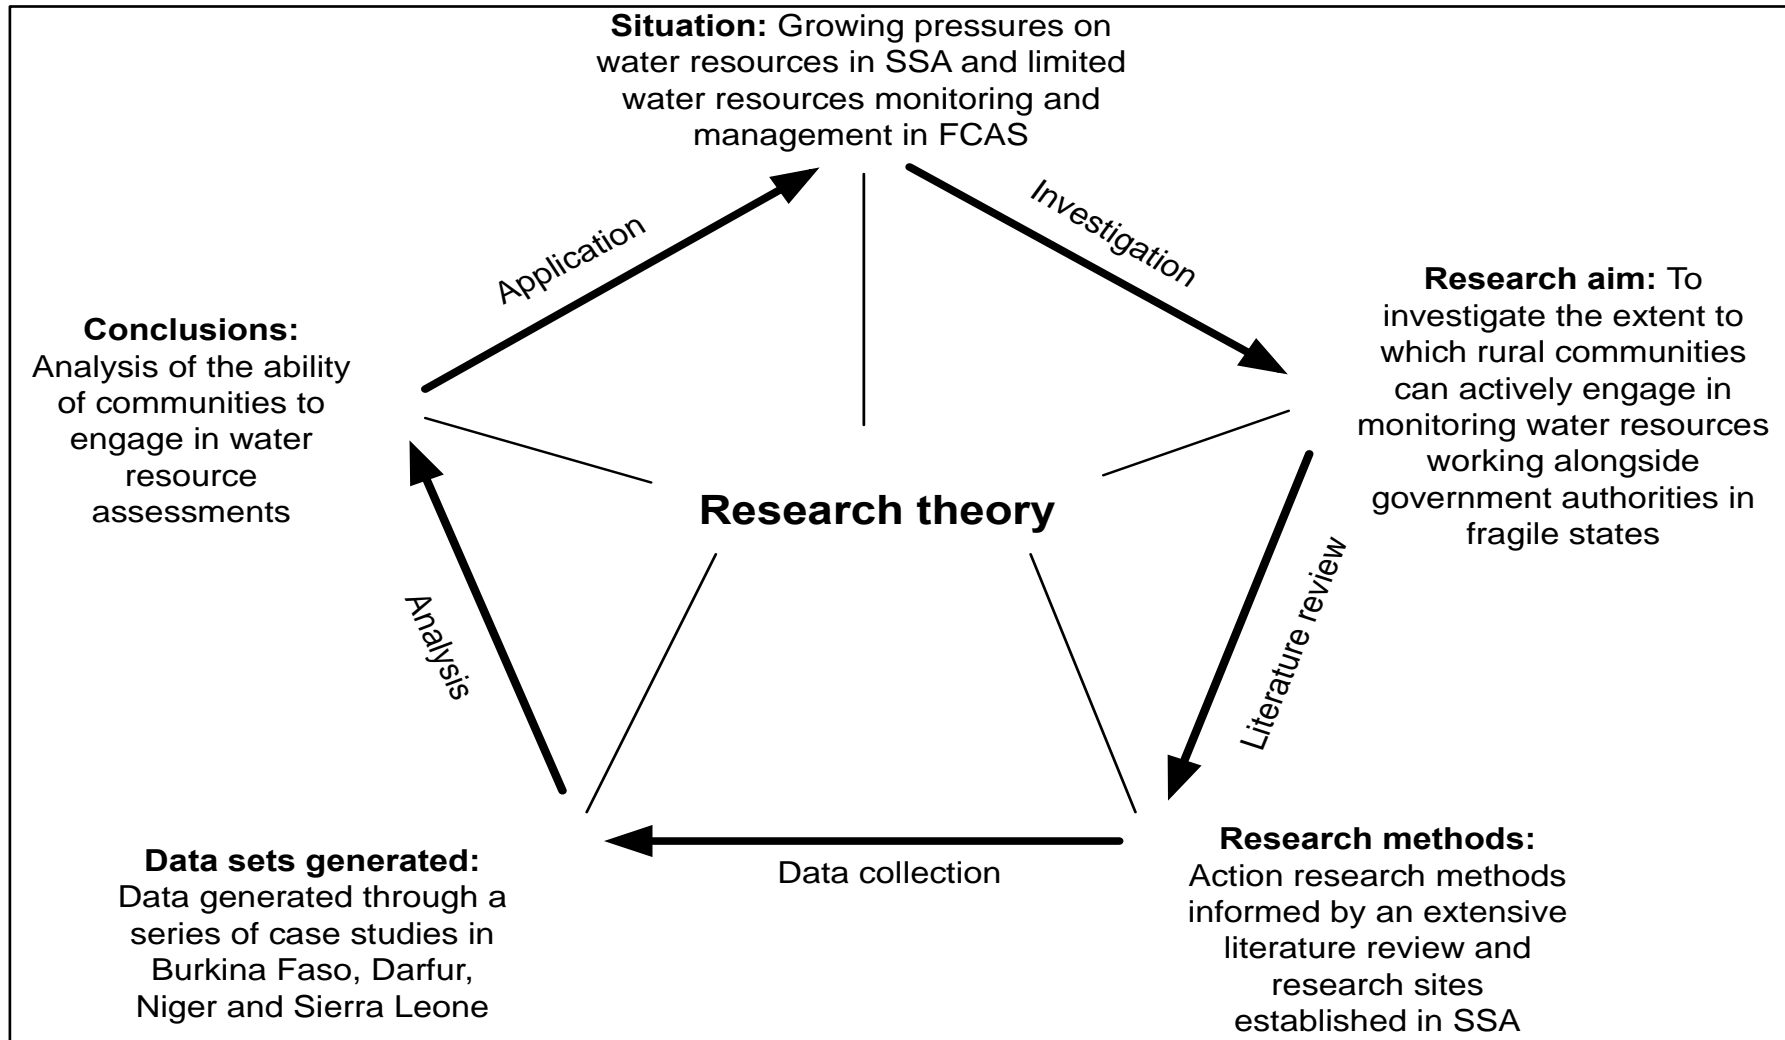 Situation: Growing pressures on
water resources in SSA and limited
water resources monitoring and
management in FCAS
Investigation
Research aim: To
investigate the extent to
which rural communities
can actively engage in
monitoring water resources
working alongside
government authorities in
fragile states
Literature review
Research methods:
Action research methods
informed by an extensive
literature review and
research sites
established in SSA
Data collection
Data sets generated:
Data generated through a
series of case studies in
Burkina Faso, Darfur,
Niger and Sierra Leone
Analysis
Conclusions:
Analysis of the ability
of communities to
engage in water
resource
assessments
Application
Research theory